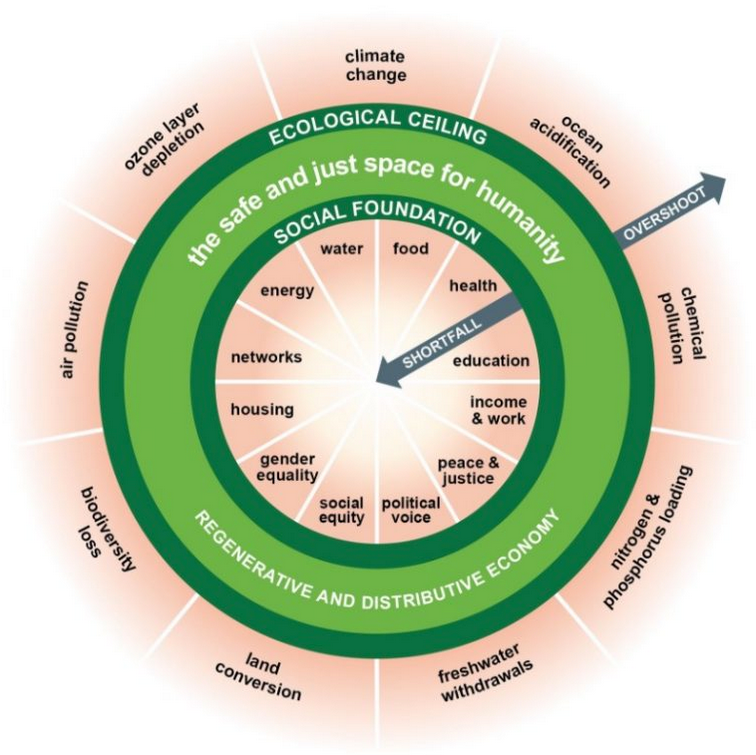 climate
change
ocean
acidification
chemical
pollution
nitrogen &
phosphorus loading
freshwater
withdrawals
land
conversion
biodiversity
loss
air pollution
ozone layer
depletion
OVERSHOOT
ECOLOGICAL CEILING
the safe and just space for humanity
SOCIAL FOUNDATION
water
food
health
SHORTFALL
education
income
& work
peace &
justice
political
voice
social
equity
gender
equality
housing
networks
energy
REGENERATIVE AND DISTRIBUTIVE ECONOMY